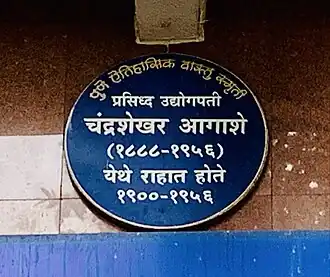 पुणे ऐतिहासिक वास्तु स्मृती
प्रसिध्द उद्योगपती
चंद्रशेखर आगाशे
(१८८८-१९५६)
येथे राहात होते
१९००-१९५६